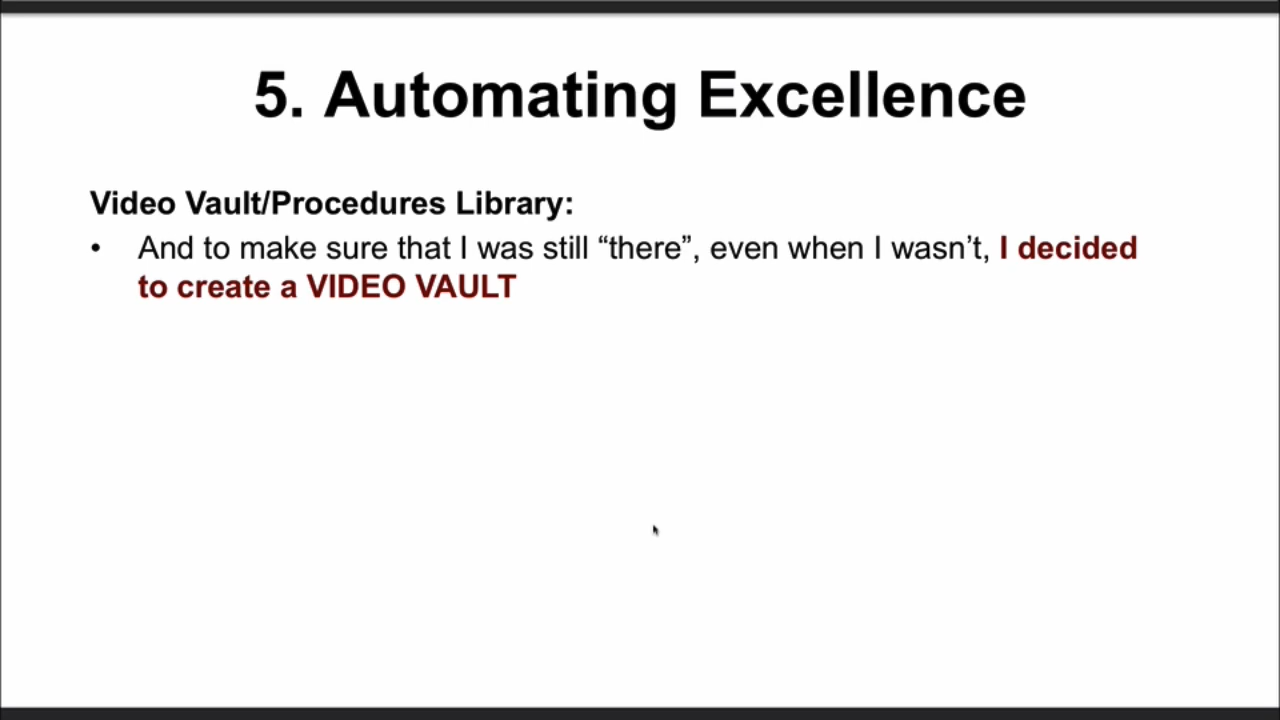 5. Automating Excellence
Video Vault/Procedures Library:
• And to make sure that I was still “there”, even when I wasn’t, I decided
to create a VIDEO VAULT